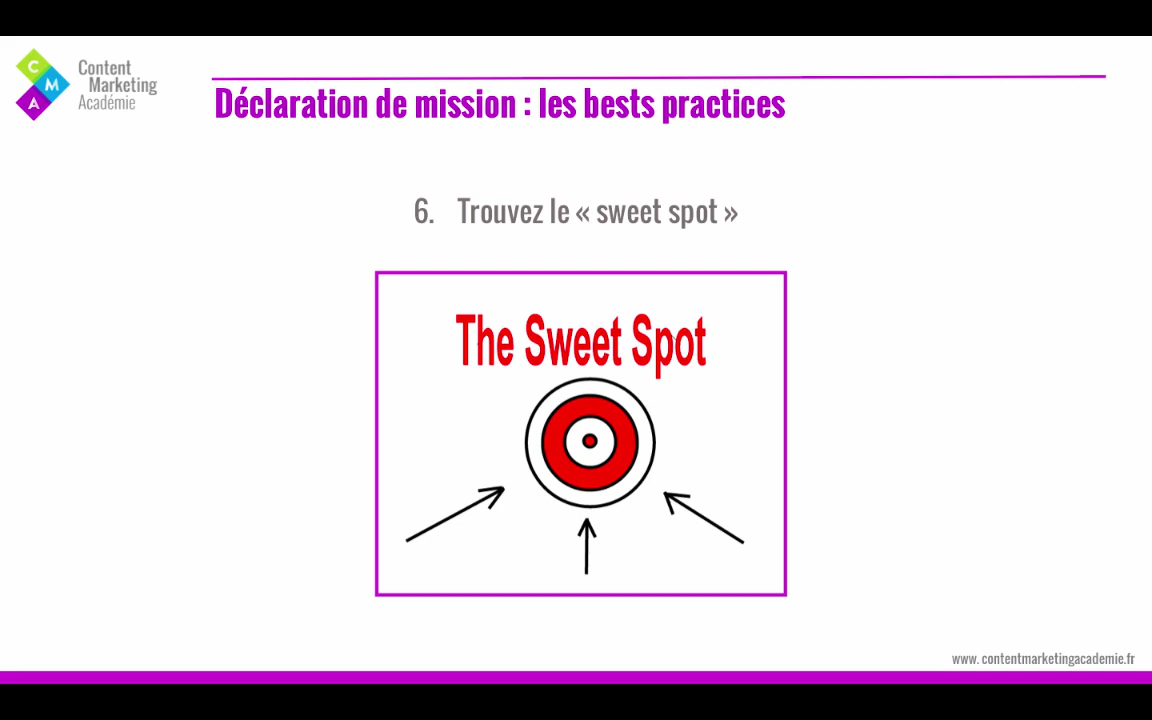 C
M
A
Content
Marketing
Académie
Déclaration de mission : les bests practices
6. Trouvez le « sweet spot »
The Sweet Spot
www. contentmarketingacademie.fr